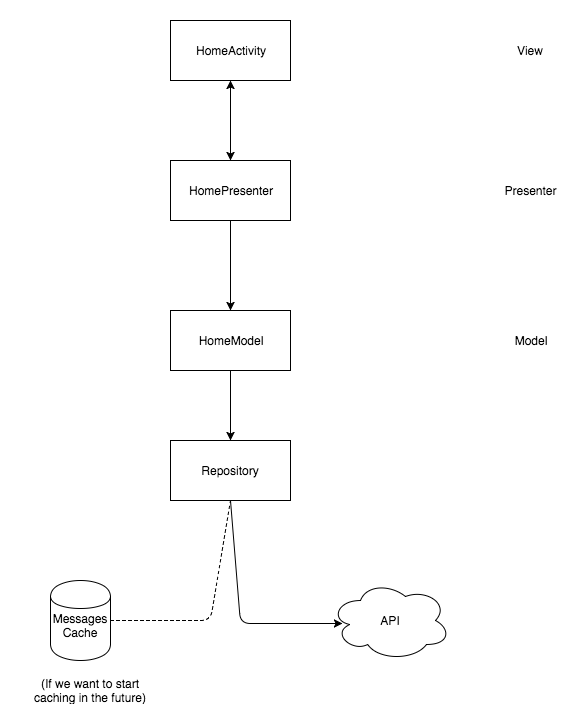 HomeActivity
View
HomePresenter
Presenter
HomeModel
Model
Repository
Messages
Cache
API
(If we want to start
caching in the future)